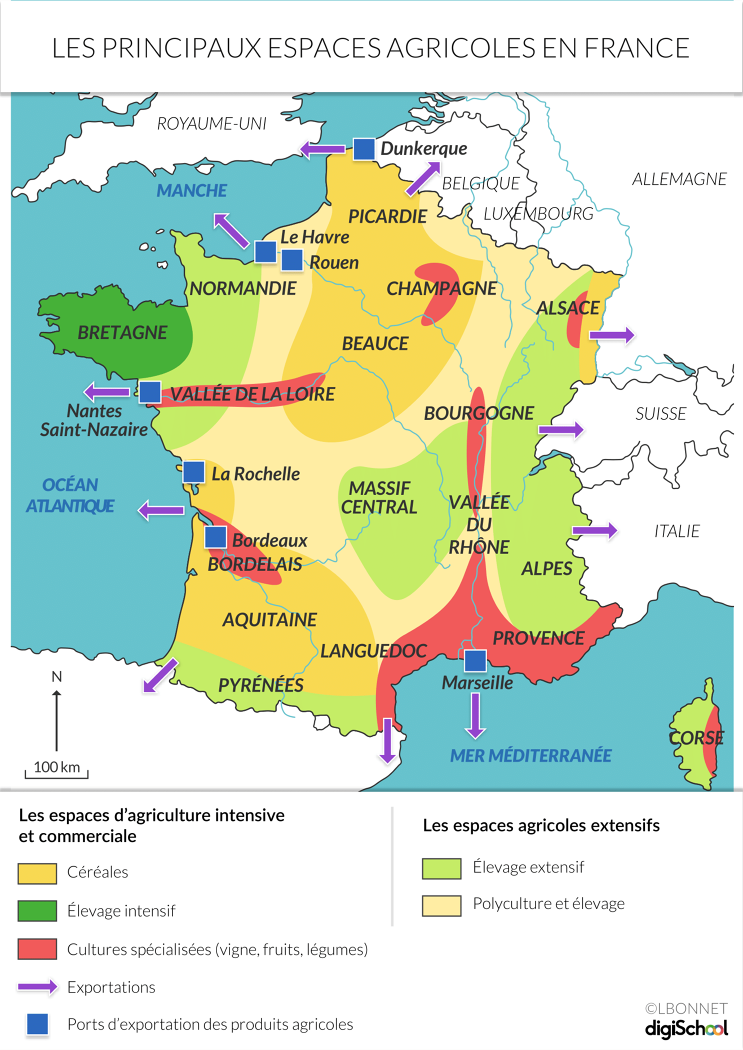 LES PRINCIPAUX ESPACES AGRICOLES EN FRANCE
ROYAUME-UNI
Dunkerque
BELGIQUE
ALLEMAGNE
MANCHE
PICARDIE
LUXEMBOURG
Le Havre
Rouen
NORMANDIE
CHAMPAGNE
ALSACE
BRETAGNE
BEAUCE
VALLÉE DE LA LOIRE
Nantes
Saint-Nazaire
BOURGOGNE
SUISSE
La Rochelle
OCÉAN
ATLANTIQUE
MASSIF
CENTRAL
VALLÉE
DU
RHÔNE
ITALIE
Bordeaux
BORDELAIS
ALPES
AQUITAINE
LANGUEDOC
PROVENCE
PYRÉNÉES
Marseille
N
CORSE
MER MÉDITERRANÉE
100 km
Les espaces d’agriculture intensive
et commerciale
Céréales
Élevage intensif
Cultures spécialisées (vigne, fruits, légumes)
Exportations
Ports d’exportation des produits agricoles
Les espaces agricoles extensifs
Élevage extensif
Polyculture et élevage
©LBONNET
digiSchool